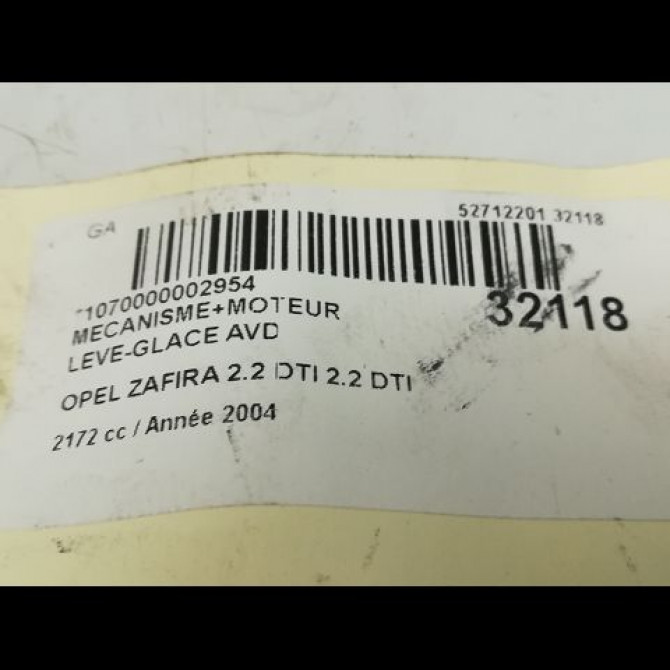 GA
52712201 32118
*1070000002954
32118
MECANISME+MOTEUR
LEVE-GLACE AVD
OPEL ZAFIRA 2.2 DTI 2.2 DTI
2172 cc / Année 2004